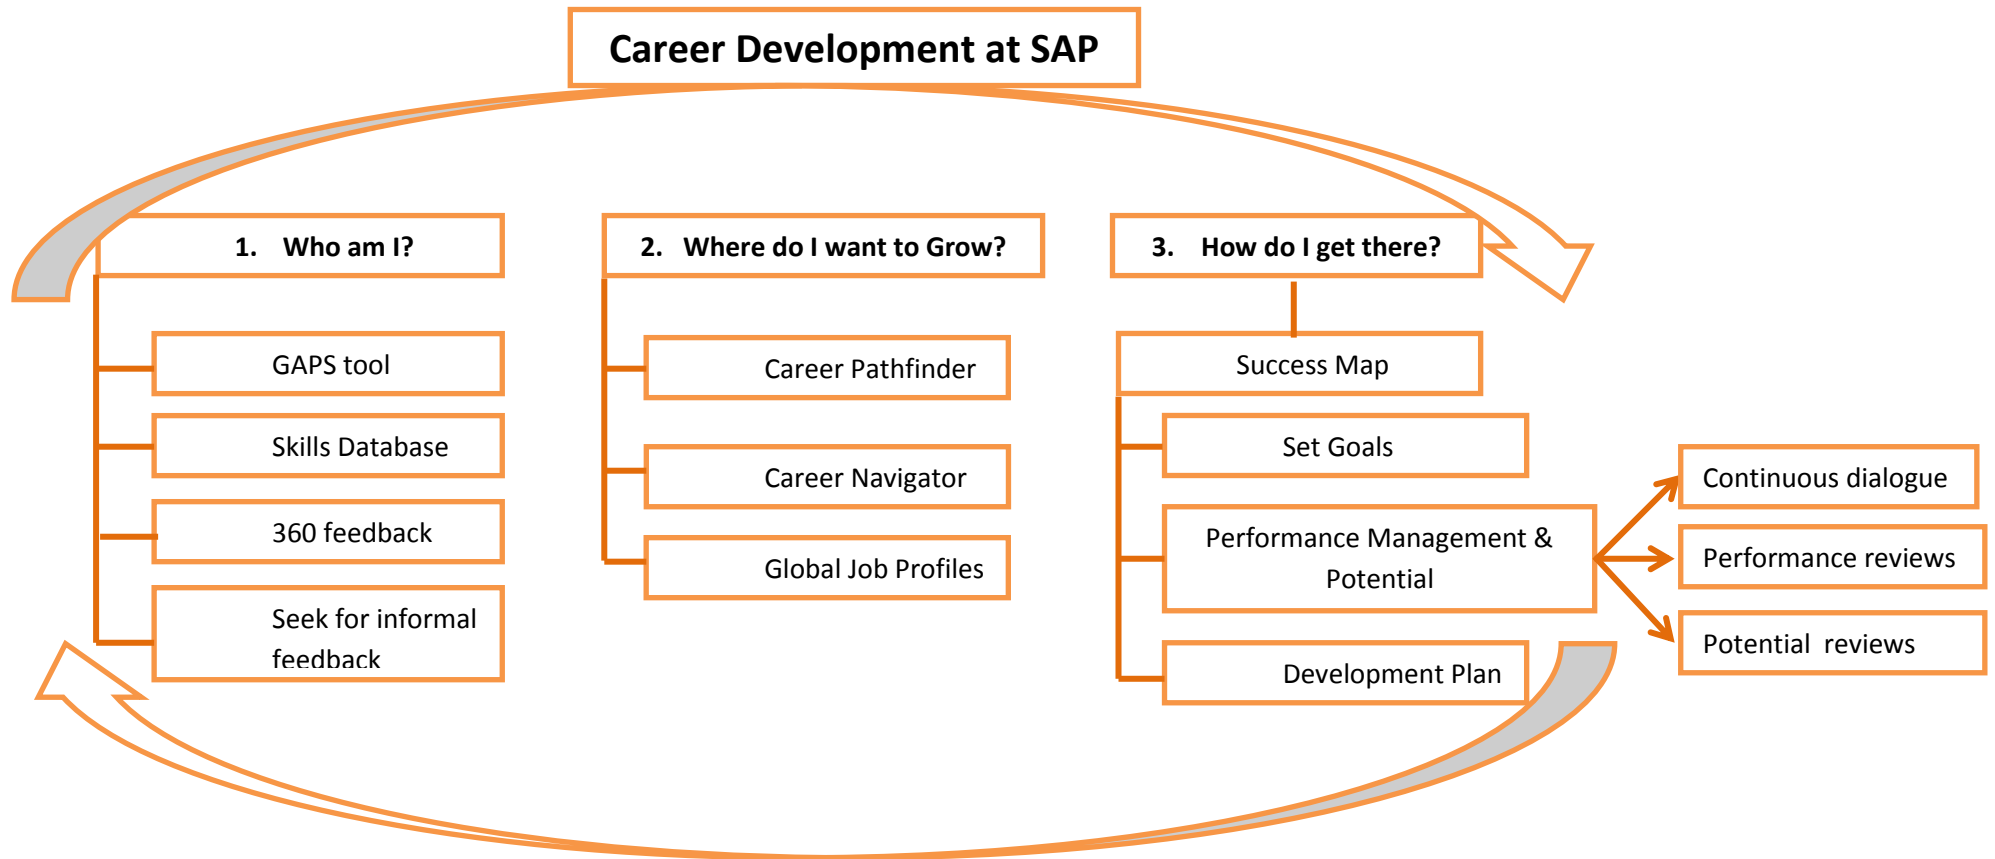 Career Development at SAP
1. Who am I?
GAPS tool
Skills Database
360 feedback
Seek for informal
feedback
2. Where do I want to Grow?
Career Pathfinder
Career Navigator
Global Job Profiles
3. How do I get there?
Success Map
Set Goals
Performance Management &
Potential
Development Plan
Continuous dialogue
Performance reviews
Potential  reviews